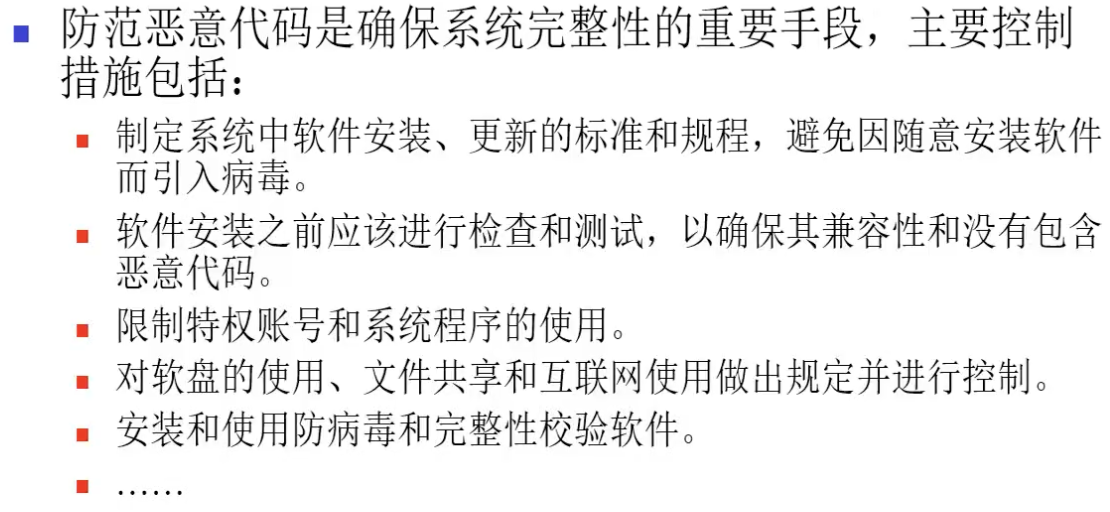 防范恶意代码是确保系统完整性的重要手段，主要控制
措施包括：
制定系统中软件安装、更新的标准和规程，避免因随意安装软件
而引入病毒。
软件安装之前应该进行检查和测试，以确保其兼容性和没有包含
恶意代码。
限制特权账号和系统程序的使用。
对软盘的使用、文件共享和互联网使用做出规定并进行控制。
安装和使用防病毒和完整性校验软件。
……